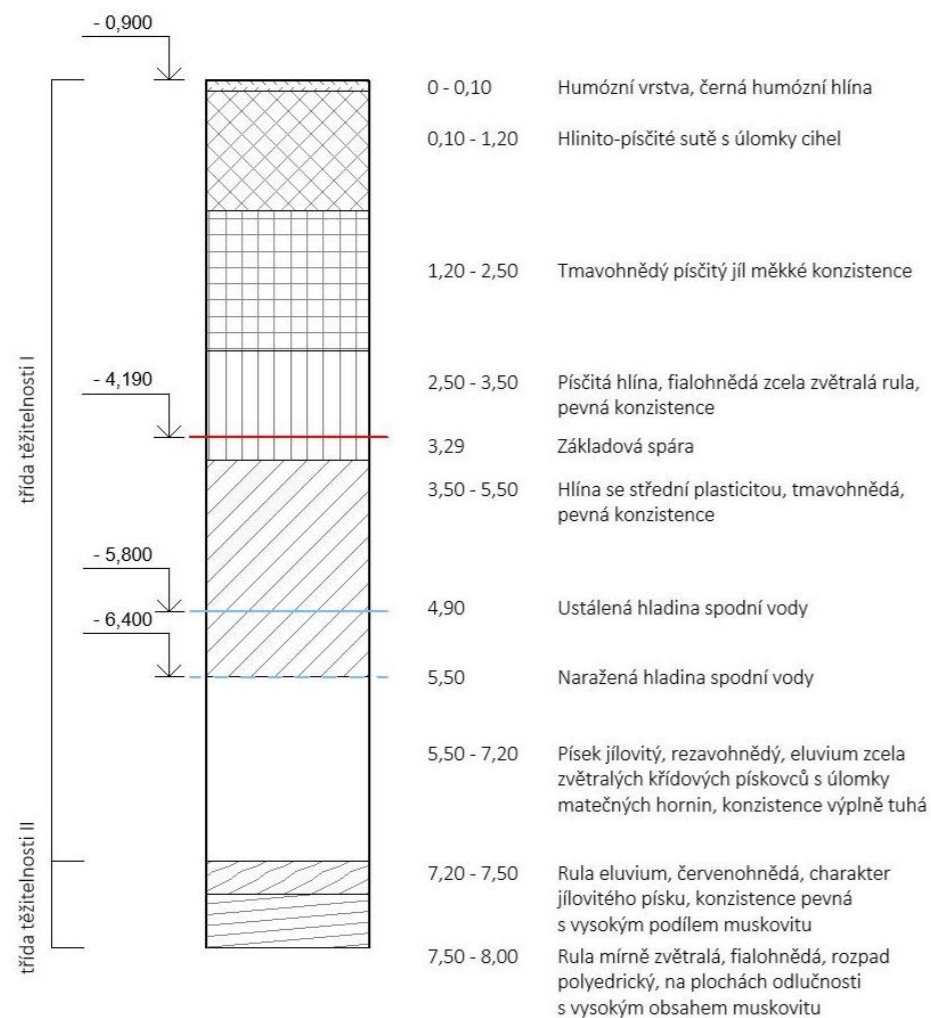 - 0,900
0 - 0,10 Humózní vrstva, černá humózní hlína
0,10 - 1,20 Hlinito-písčité sutě s úlomky cihel
1,20 - 2,50 Tmavohnědý písčitý jíl měkké konzistence
třída těžitelnosti I
- 4,190
2,50 - 3,50 Písčitá hlína, fialohnědá zcela zvětralá rula,
pevná konzistence
3,29 Základová spára
3,50 - 5,50 Hlína se střední plasticitou, tmavohnědá,
pevná konzistence
- 5,800
4,90 Ustálená hladina spodní vody
- 6,400
5,50 Naražená hladina spodní vody
5,50 - 7,20 Písek jílovitý, rezavohnědý, eluvium zcela
zvětralých křídových pískovců s úlomky
matečných hornin, konzistence výplně tuhá
třída těžitelnosti II
7,20 - 7,50 Rula eluvium, červenohnědá, charakter
jílovitého písku, konzistence pevná
s vysokým podílem muskovitu
7,50 - 8,00 Rula mírně zvětralá, fialohnědá, rozpad
polyedrický, na plochách odlučnosti
s vysokým obsahem muskovitu